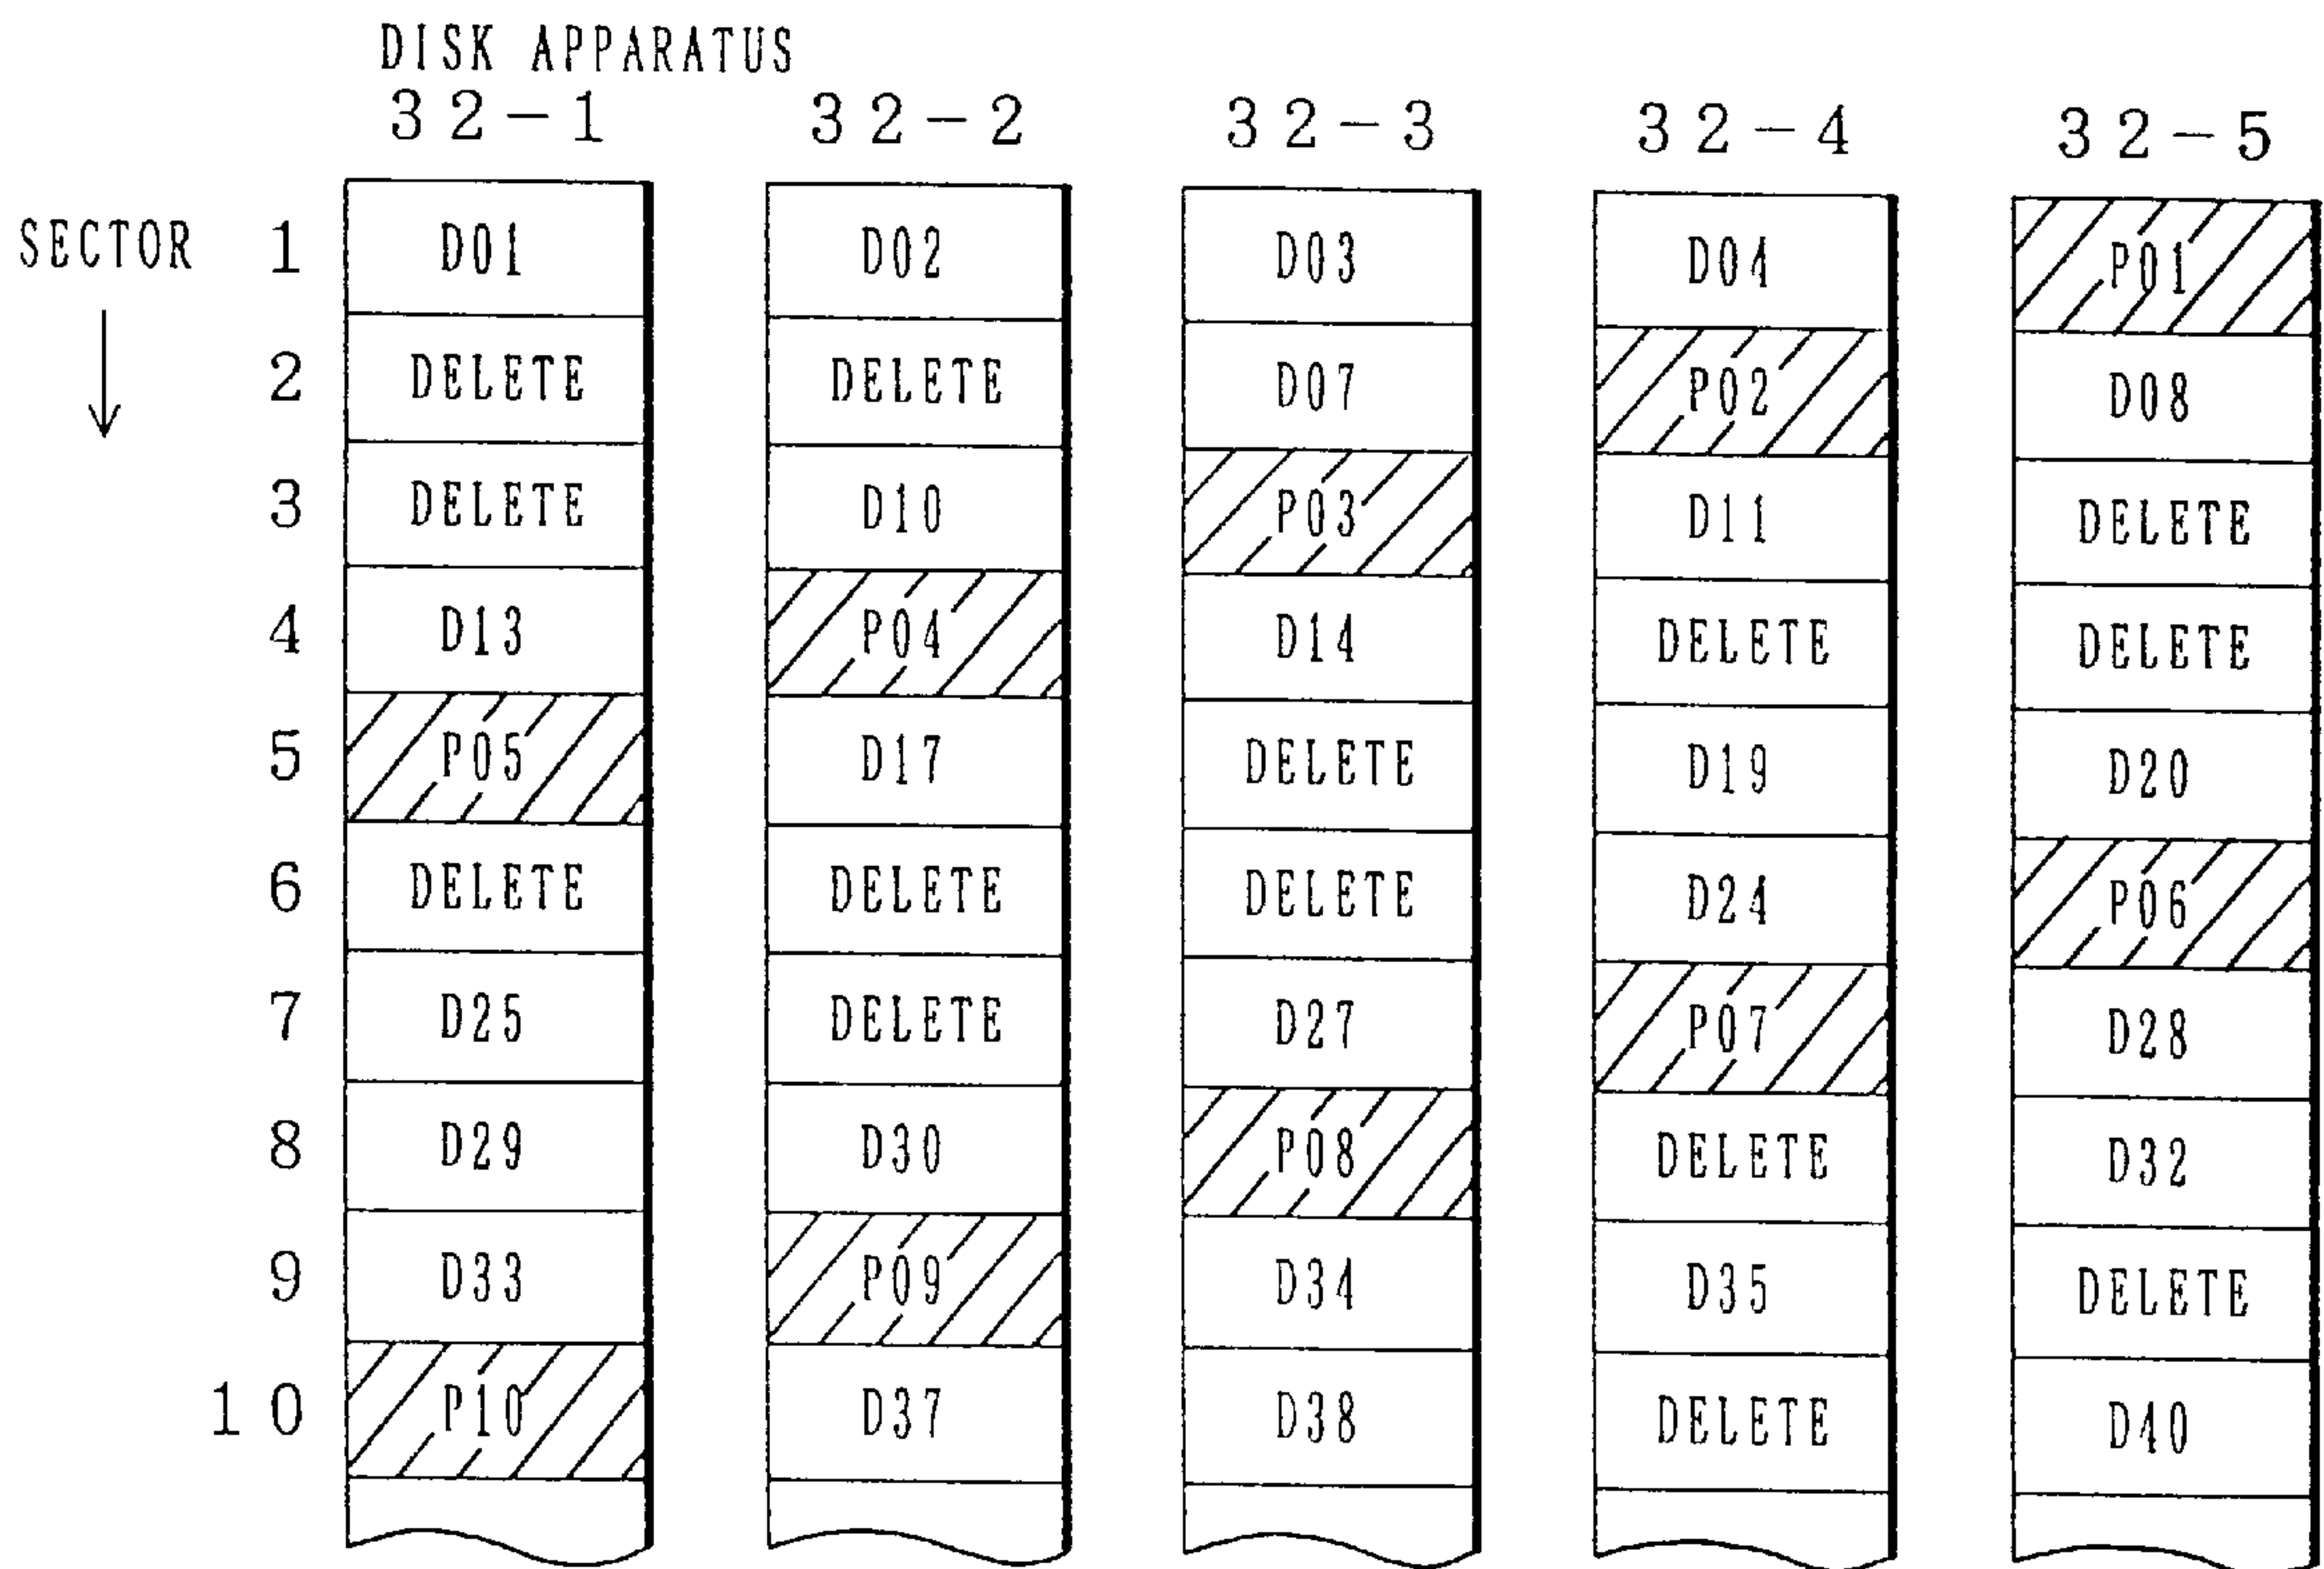 DISK APPARATUS
32-1 32-2 32-3 32-4 32-5
SECTOR 1 D01 D02 D03 D04 P01
2 DELETE DELETE D07 P02 D08
3 DELETE D10 P03 D11 DELETE
4 D13 P04 D14 DELETE DELETE
5 P05 D17 DELETE D19 D20
6 DELETE DELETE DELETE D24 P06
7 D25 DELETE D27 P07 D28
8 D29 D30 P08 DELETE D32
9 D33 P09 D34 D35 DELETE
10 P10 D37 D38 DELETE D40